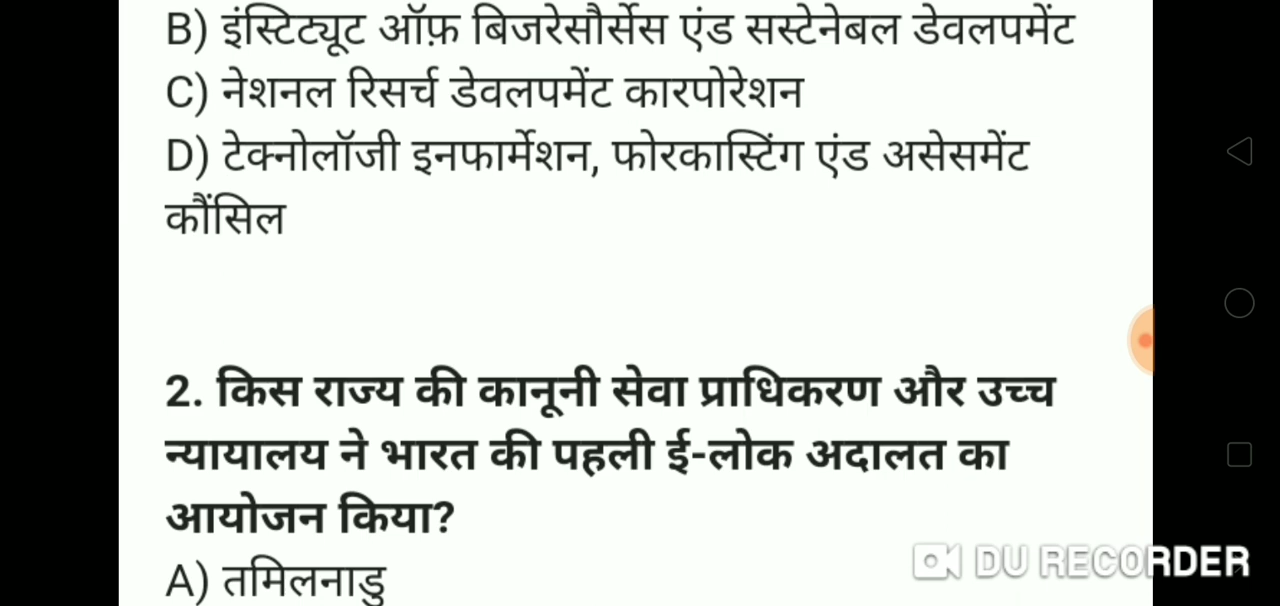 B) इंस्टिट्यूट ऑफ़ बिजरेसौर्सेस एंड सस्टेनेबल डेवलपमेंट
C) नेशनल रिसर्च डेवलपमेंट कारपोरेशन
D) टेक्नोलॉजी इनफार्मेशन, फोरकास्टिंग एंड असेसमेंट
कौंसिल
2. किस राज्य की कानूनी सेवा प्राधिकरण और उच्च
न्यायालय ने भारत की पहली ई-लोक अदालत का
आयोजन किया?
DU RECORDER
A) तमिलनाडु